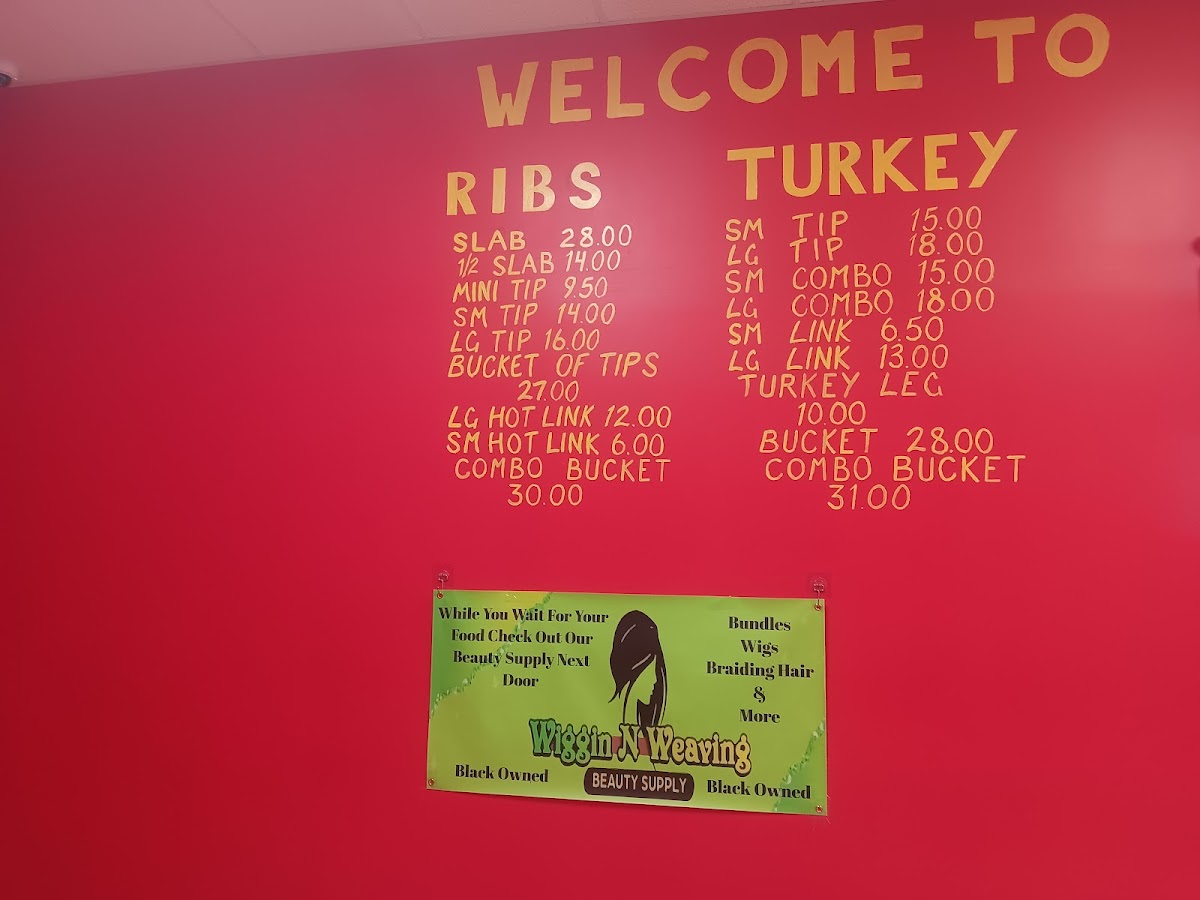 WELCOME TO
RIBS
SLAB 28.00
1/2 SLAB 14.00
MINI TIP 9.50
SM TIP 14.00
LG TIP 16.00
BUCKET OF TIPS
27.00
LG HOT LINK 12.00
SM HOT LINK 6.00
COMBO BUCKET
30.00
TURKEY
SM TIP 15.00
LG TIP 18.00
SM COMBO 15.00
LG COMBO 18.00
SM LINK 6.50
LG LINK 13.00
TURKEY LEG
10.00
BUCKET 28.00
COMBO BUCKET
31.00
While You Wait For Your
Food Check Out Our
Beauty Supply Next
Door
Bundles
Wigs
Braiding Hair
&
More
Wiggin N' Weaving
BEAUTY SUPPLY
Black Owned
Black Owned